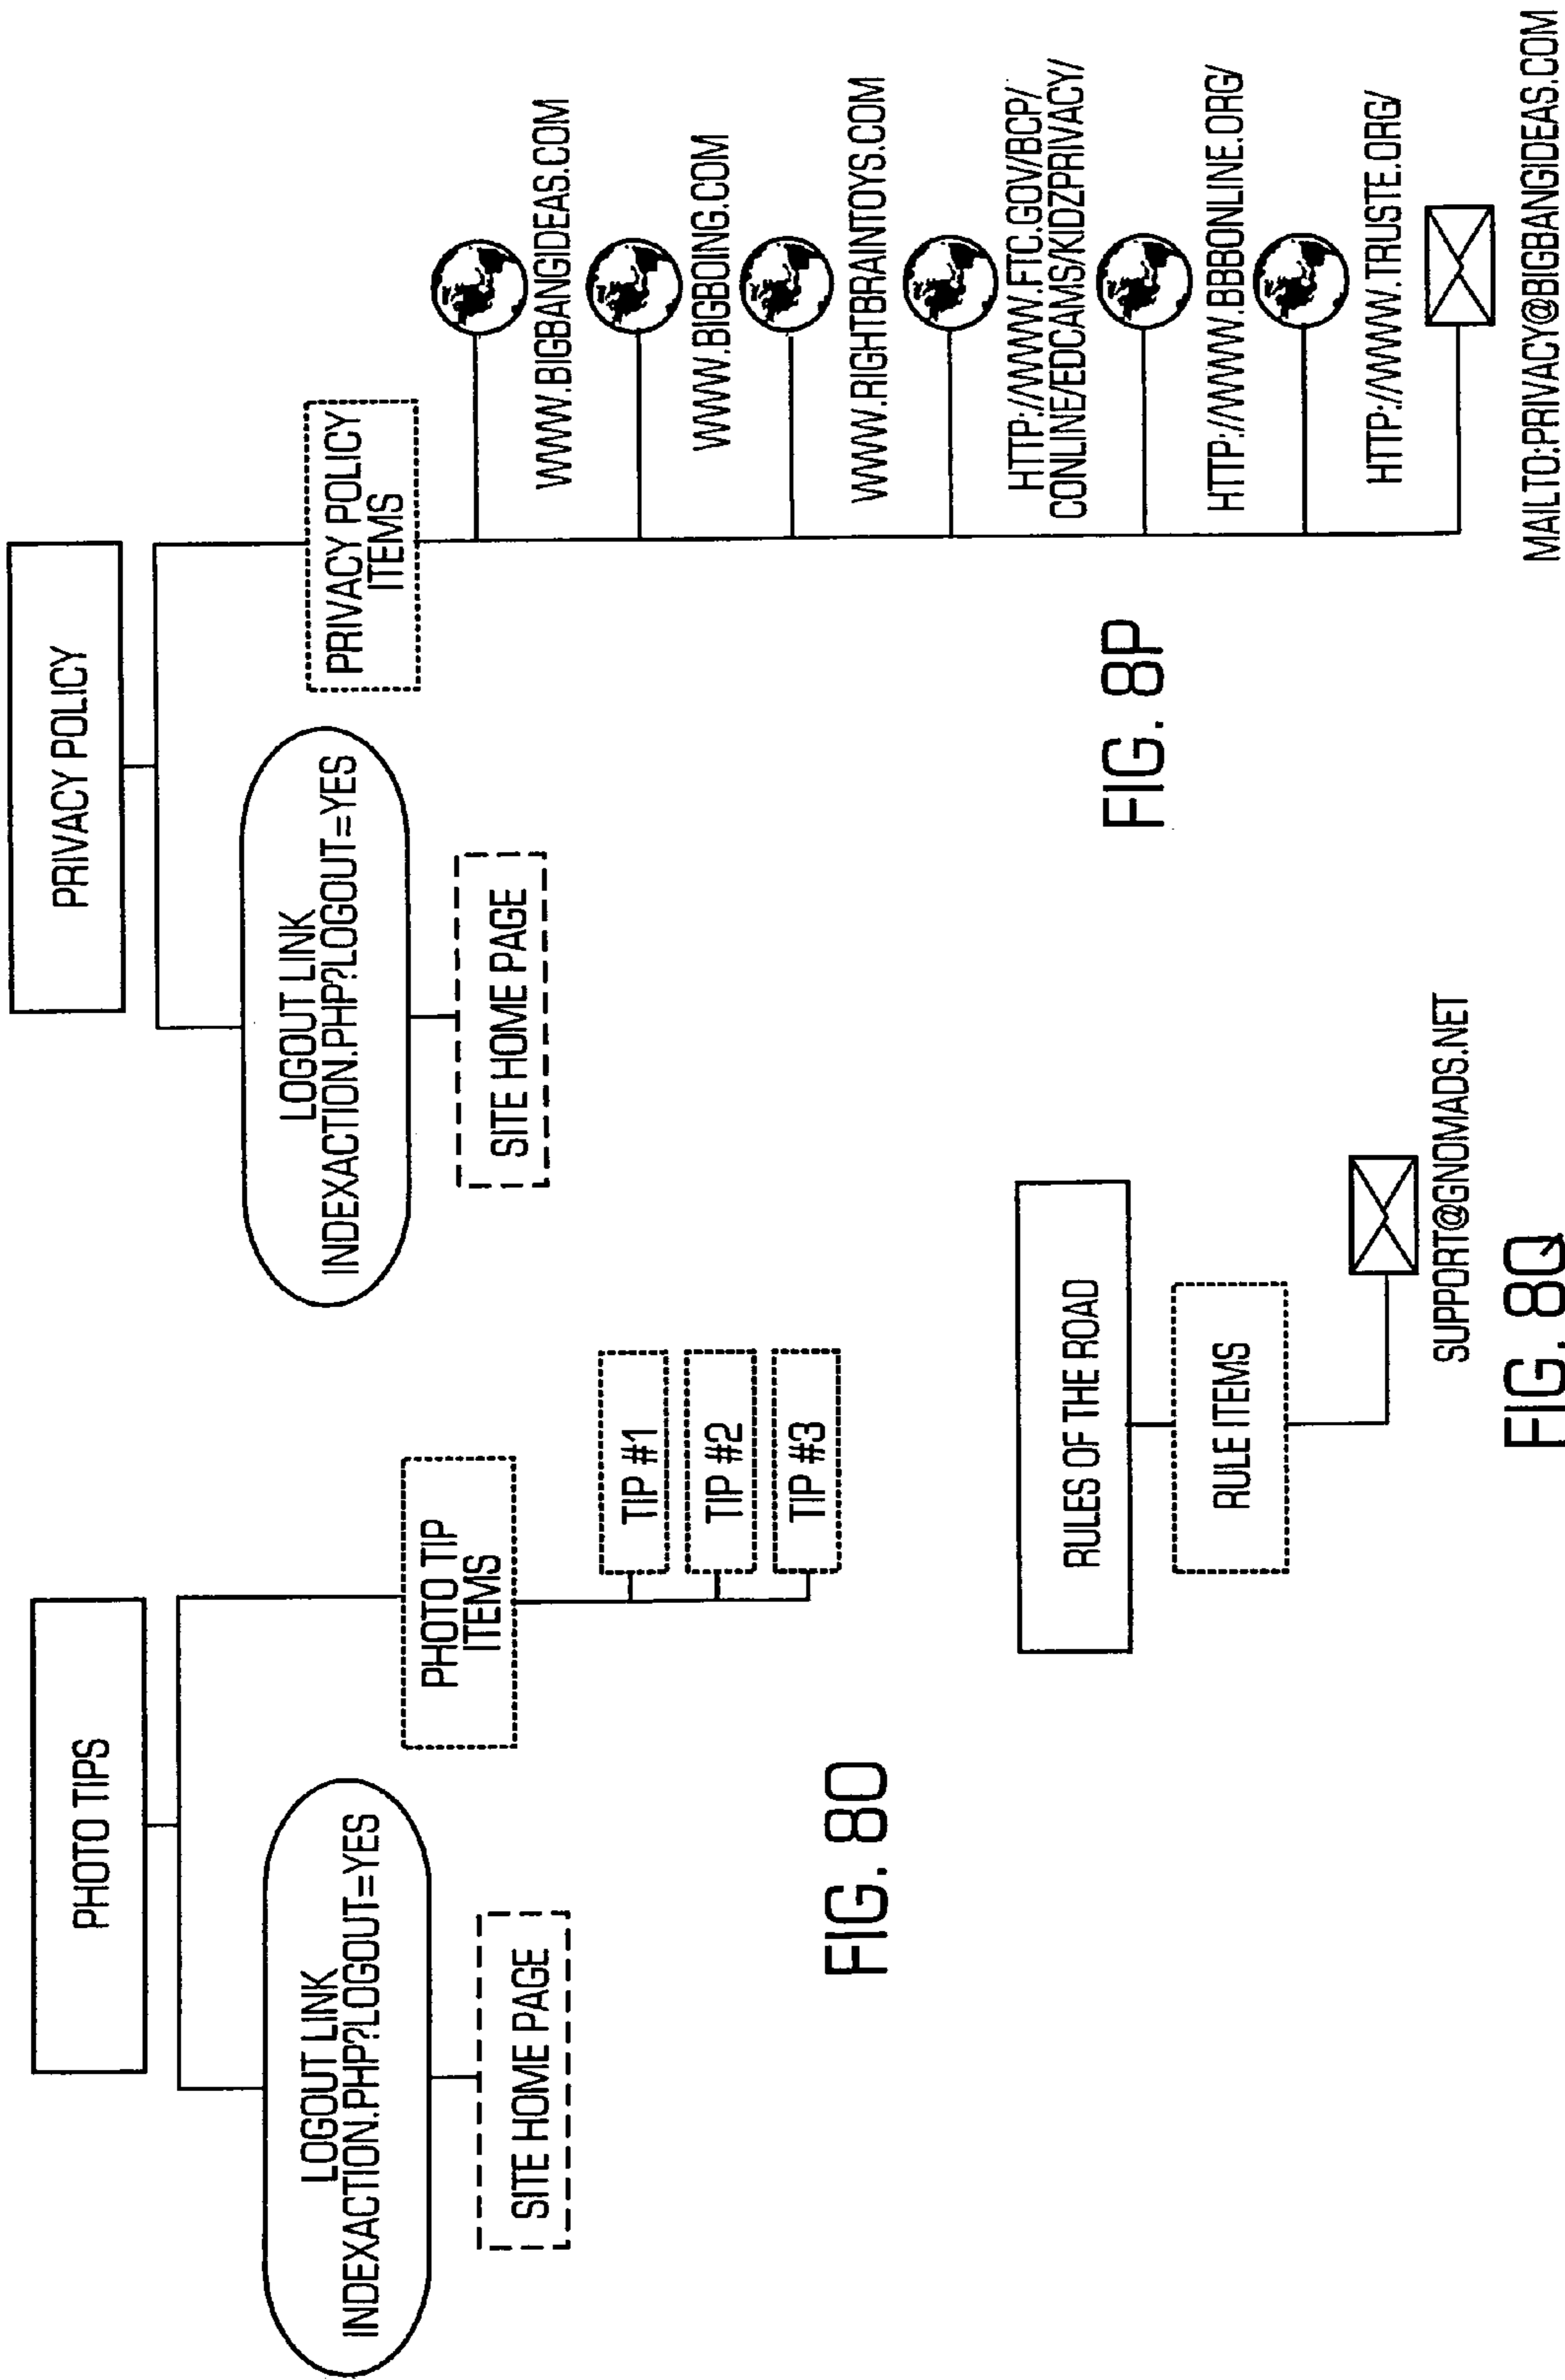 PHOTO TIPS
LOGOUT LINK
INDEXACTION.PHP?LOGOUT=YES
SITE HOME PAGE
PHOTO TIP
ITEMS
TIP #1
TIP #2
TIP #3
FIG. 8O
PRIVACY POLICY
LOGOUT LINK
INDEXACTION.PHP?LOGOUT=YES
SITE HOME PAGE
PRIVACY POLICY
ITEMS
WWW.BIGBANGIDEAS.COM
WWW.BIGBOING.COM
WWW.RIGHTBRAINTOYS.COM
HTTP://WWW.FTC.GOV/BCP/
CONLINE/EDCAMS/KIDZPRIVACY/
HTTP://WWW.BBBONLINE.ORG/
HTTP://WWW.TRUSTE.ORG/
MAILTO:PRIVACY@BIGBANGIDEAS.COM
FIG. 8P
RULES OF THE ROAD
RULE ITEMS
SUPPORT@GNOMADS.NET
FIG. 8Q